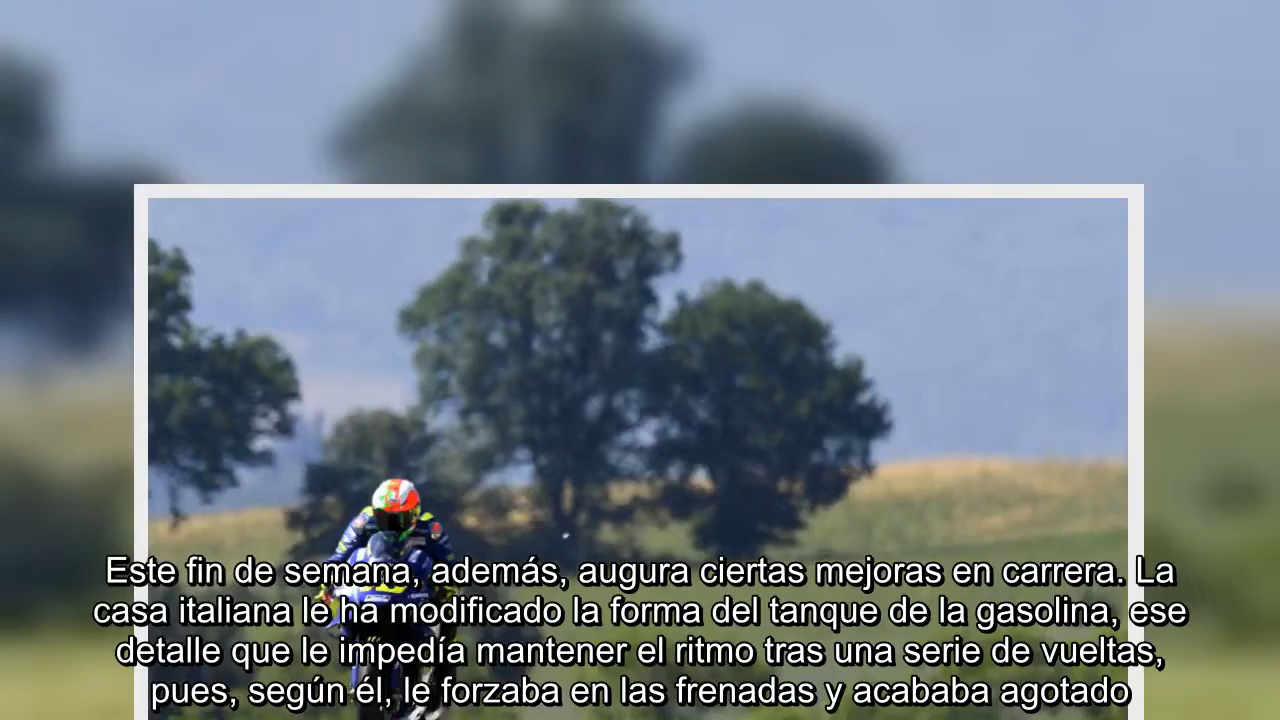 Este fin de semana, además, augura ciertas mejoras en carrera. La
casa italiana le ha modificado la forma del tanque de la gasolina, ese
detalle que le impedía mantener el ritmo tras una serie de vueltas,
pues, según él, le forzaba en las frenadas y acababa agotado